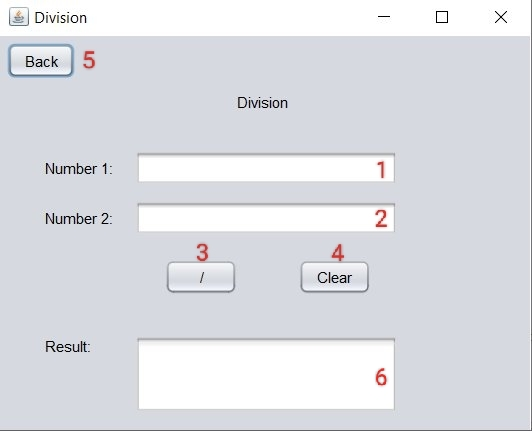 Division
Back 5
Division
Number 1: 1
Number 2: 2
3 4
/ Clear
Result: 6